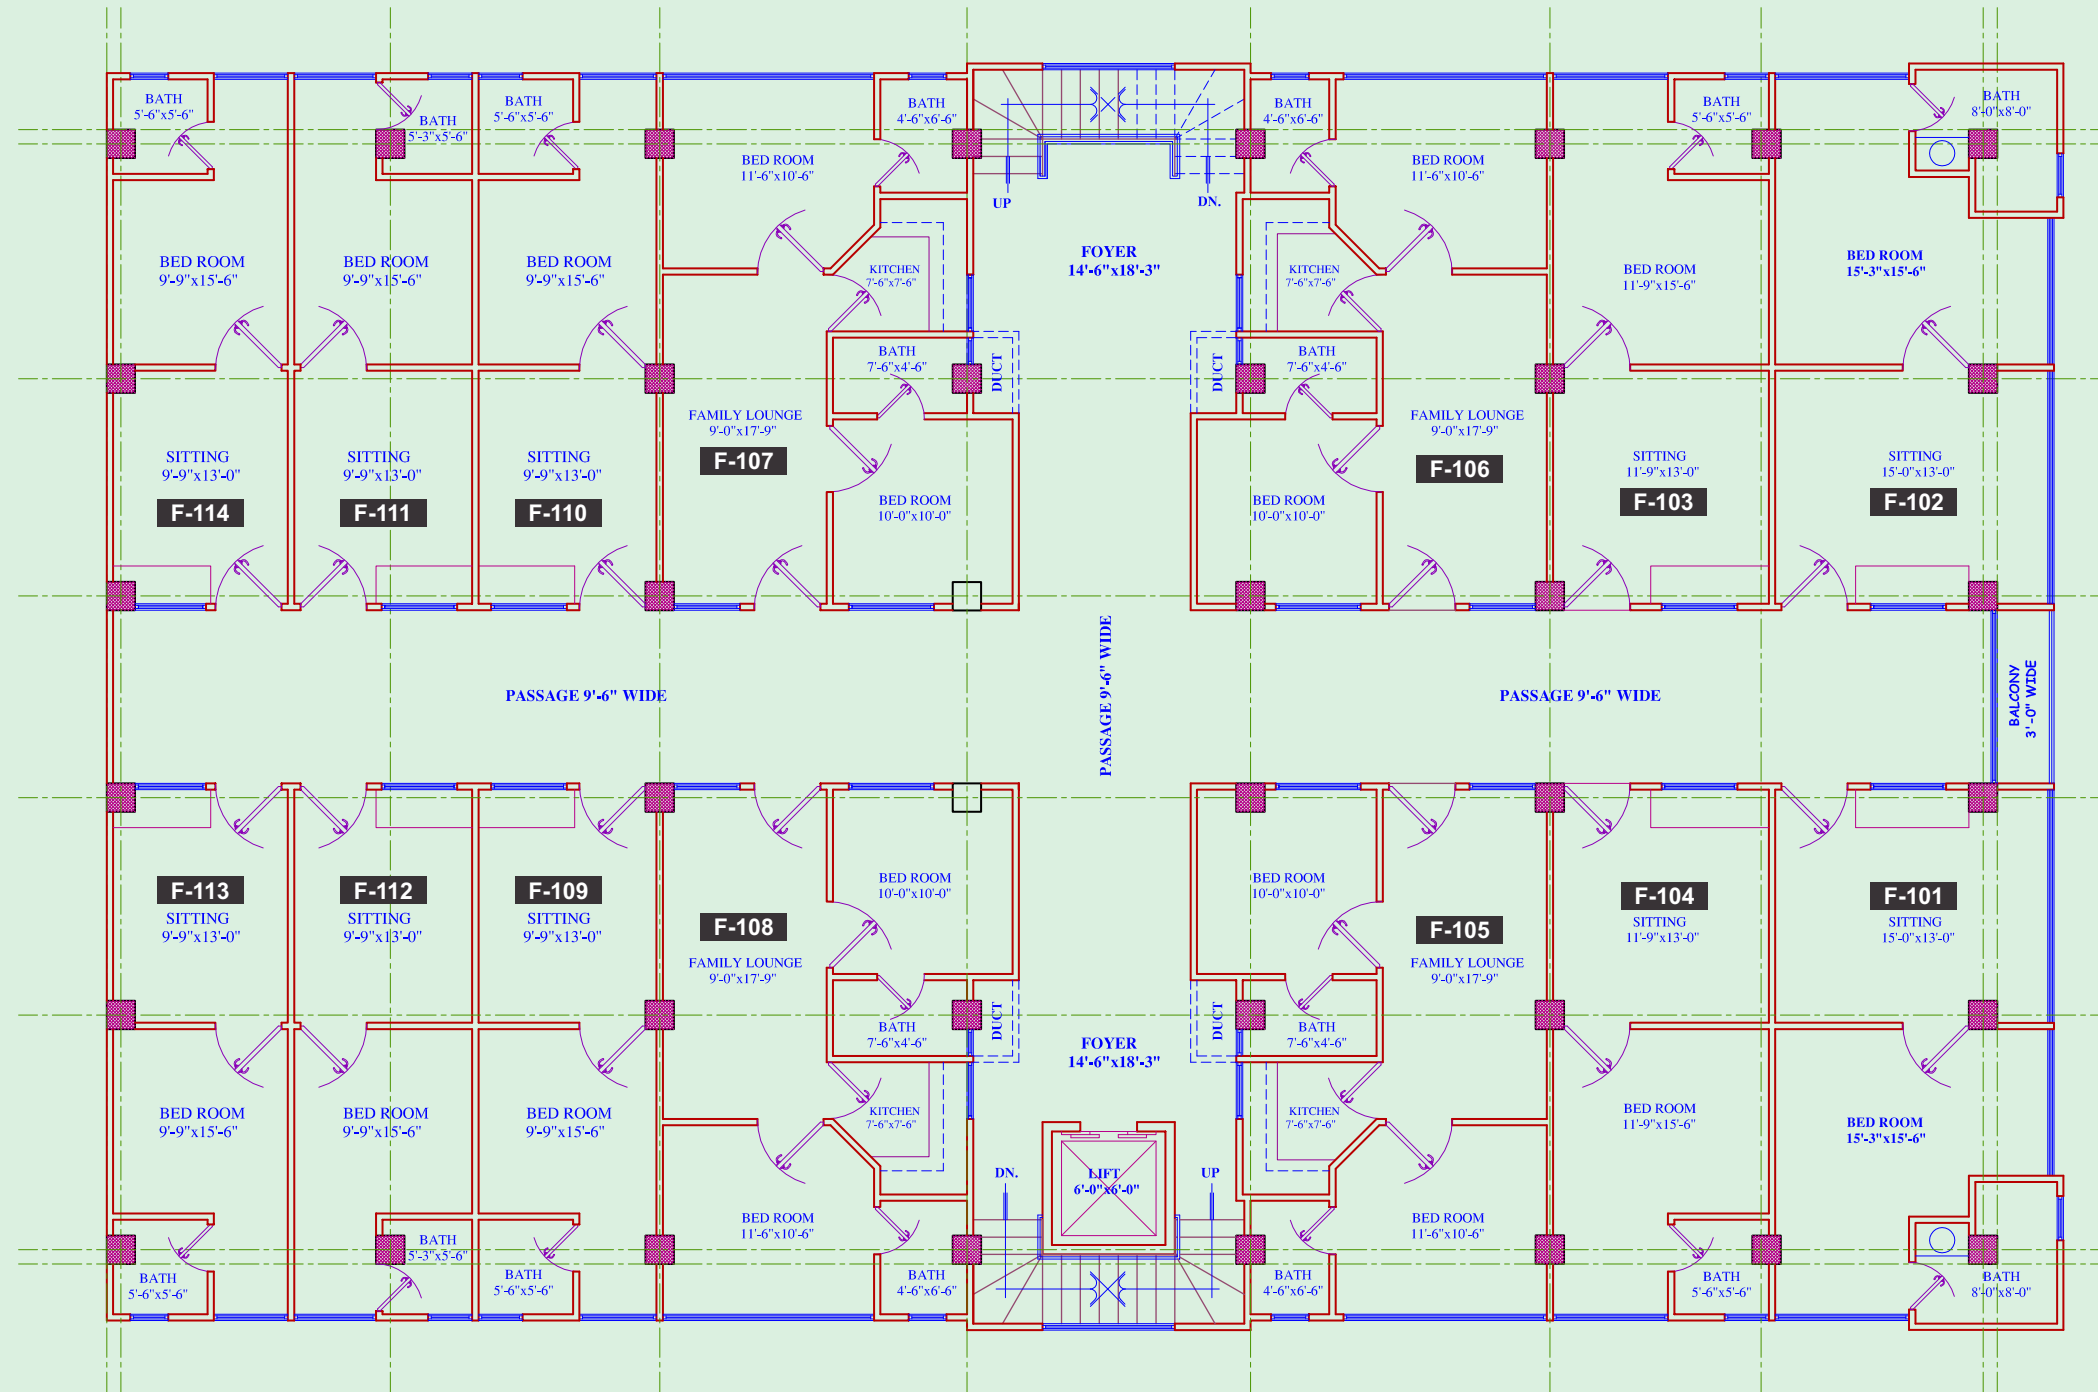 BATH
5'-6"x5'-6"
BATH
5'-3"x5'-6"
BATH
5'-6"x5'-6"
BATH
4'-6"x6'-6"
BATH
4'-6"x6'-6"
BATH
5'-6"x5'-6"
BATH
8'-0"x8'-0"
BED ROOM
11'-6"x10'-6"
BED ROOM
11'-6"x10'-6"
UP
DN.
BED ROOM
9'-9"x15'-6"
BED ROOM
9'-9"x15'-6"
BED ROOM
9'-9"x15'-6"
KITCHEN
7'-6"x7'-6"
FOYER
14'-6"x18'-3"
KITCHEN
7'-6"x7'-6"
BED ROOM
11'-9"x15'-6"
BED ROOM
15'-3"x15'-6"
BATH
7'-6"x4'-6"
DUCT
DUCT
BATH
7'-6"x4'-6"
FAMILY LOUNGE
9'-0"x17'-9"
F-107
FAMILY LOUNGE
9'-0"x17'-9"
F-106
SITTING
9'-9"x13'-0"
F-114
SITTING
9'-9"x13'-0"
F-111
SITTING
9'-9"x13'-0"
F-110
BED ROOM
10'-0"x10'-0"
BED ROOM
10'-0"x10'-0"
SITTING
11'-9"x13'-0"
F-103
SITTING
15'-0"x13'-0"
F-102
PASSAGE 9'-6" WIDE
PASSAGE 9'-6" WIDE
PASSAGE 9'-6" WIDE
BALCONY
3'-0" WIDE
F-113
SITTING
9'-9"x13'-0"
F-112
SITTING
9'-9"x13'-0"
F-109
SITTING
9'-9"x13'-0"
F-108
FAMILY LOUNGE
9'-0"x17'-9"
BED ROOM
10'-0"x10'-0"
BED ROOM
10'-0"x10'-0"
F-105
FAMILY LOUNGE
9'-0"x17'-9"
F-104
SITTING
11'-9"x13'-0"
F-101
SITTING
15'-0"x13'-0"
BATH
7'-6"x4'-6"
DUCT
DUCT
BATH
7'-6"x4'-6"
FOYER
14'-6"x18'-3"
BED ROOM
9'-9"x15'-6"
BED ROOM
9'-9"x15'-6"
BED ROOM
9'-9"x15'-6"
KITCHEN
7'-6"x7'-6"
KITCHEN
7'-6"x7'-6"
BED ROOM
11'-9"x15'-6"
BED ROOM
15'-3"x15'-6"
DN.
LIFT
6'-0"x6'-0"
UP
BED ROOM
11'-6"x10'-6"
BED ROOM
11'-6"x10'-6"
BATH
5'-6"x5'-6"
BATH
5'-3"x5'-6"
BATH
5'-6"x5'-6"
BATH
4'-6"x6'-6"
BATH
4'-6"x6'-6"
BATH
5'-6"x5'-6"
BATH
8'-0"x8'-0"